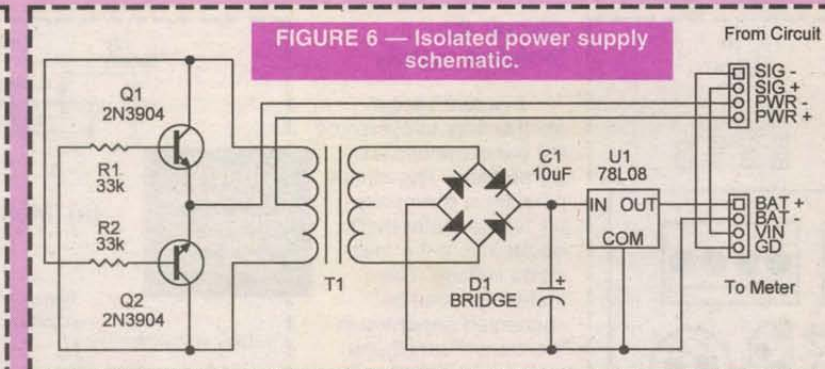 FIGURE 6 — Isolated power supply
schematic.
From Circuit
SIG -
SIG +
PWR -
PWR +
Q1
2N3904
R1
33k
R2
33k
Q2
2N3904
T1
D1
BRIDGE
C1
10uF
+
U1
78L08
IN OUT
COM
BAT +
BAT -
VIN
GD
To Meter